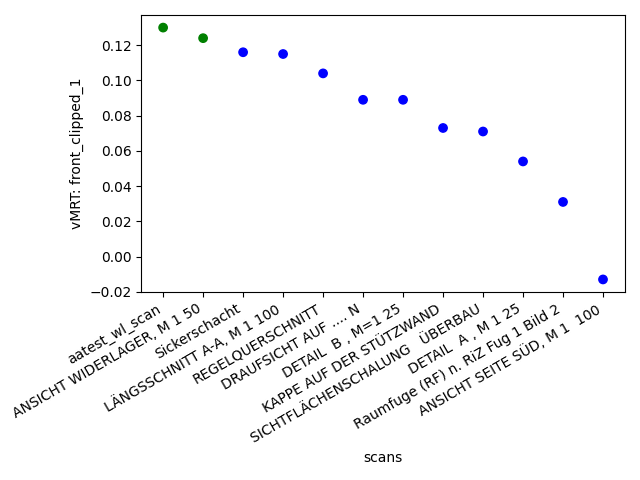 0.12
0.10
0.08
0.06
0.04
0.02
0.00
−0.02
vMRT: front_clipped_1
aatest_wl_scan
ANSICHT WIDERLAGER, M 1 50
Sickerschacht
LÄNGSSCHNITT A-A, M 1 100
REGELQUERSCHNITT
DRAUFSICHT AUF .... N
DETAIL B , M=1 25
KAPPE AUF DER STÜTZWAND
SICHTFLÄCHENSCHALUNG ÜBERBAU
DETAIL A , M 1 25
Raumfuge (RF) n. RiZ Fug 1 Bild 2
ANSICHT SEITE SÜD, M 1 100
scans